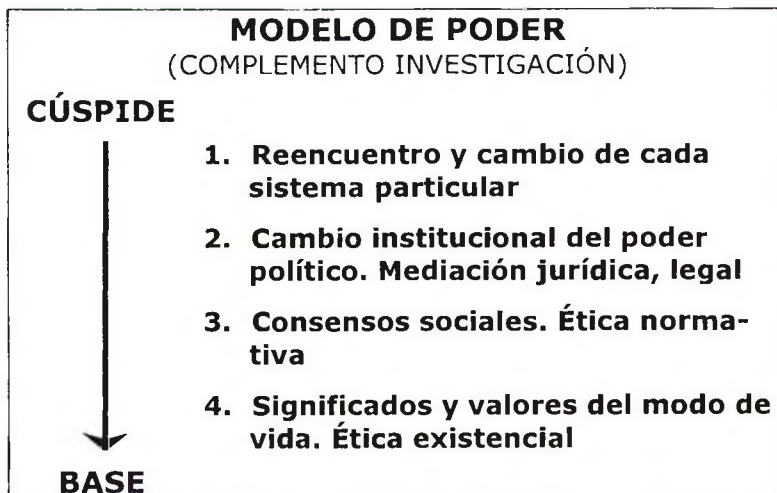 MODELO DE PODER
(COMPLEMENTO INVESTIGACIÓN)
CÚSPIDE
1. Reencuentro y cambio de cada
sistema particular
2. Cambio institucional del poder
político. Mediación jurídica, legal
3. Consensos sociales. Ética norma-
tiva
4. Significados y valores del modo de
vida. Ética existencial
BASE